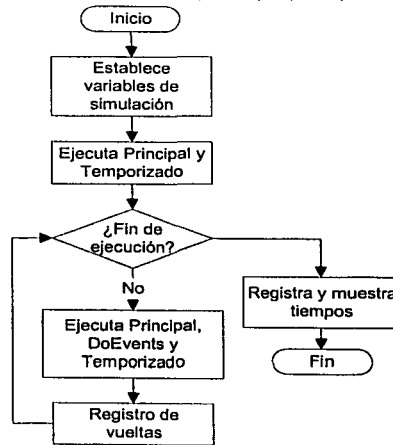 Inicio
Establece
variables de
simulación
Ejecuta Principal y
Temporizado
¿Fin de
ejecución?
No
Ejecuta Principal,
DoEvents y
Temporizado
Registro de
vueltas
Registra y muestra
tiempos
Fin